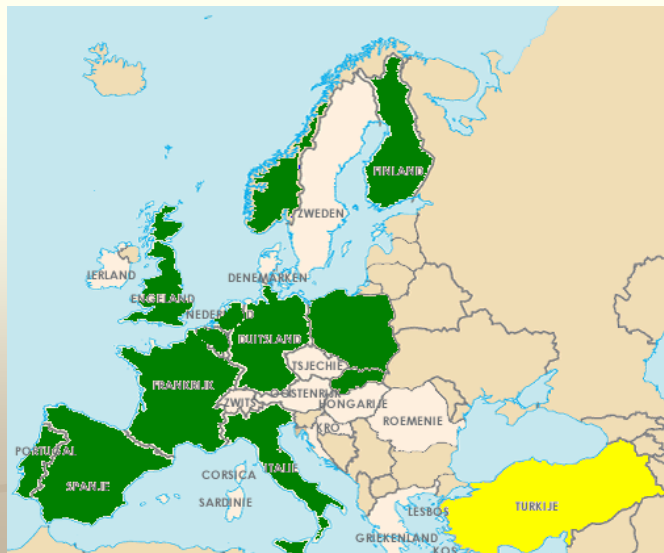 FINLAND
ZWEDEN
IERLAND
DENEMARKEN
ENGELAND
NEDERLAND
DUITSLAND
TSJECHIE
FRANKRIJK
OOSTENRIJK
ZWITS
HONGARIJE
ROEMENIE
KRO
PORTUGAL
ITALIE
CORSICA
SPANJE
SARDINIE
TURKIJE
LESBOS
GRIEKENLAND
KOS